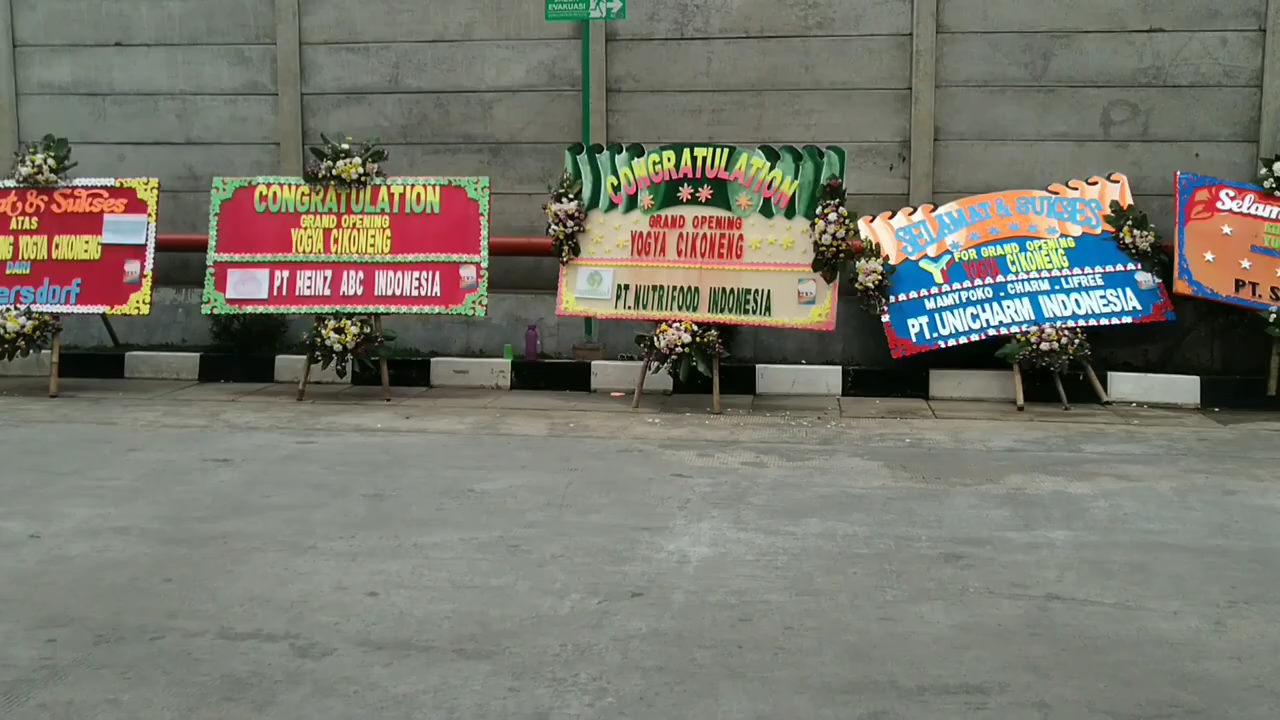 EVAKUASI
& Sukses
ATAS
YOGYA CIKONENG
DARI
ersdorf
CONGRATULATION
GRAND OPENING
YOGYA CIKONENG
PT HEINZ ABC INDONESIA
CONGRATULATION
GRAND OPENING
YOGYA CIKONENG
PT. NUTRIFOOD INDONESIA
SELAMAT & SUKSES
FOR GRAND OPENING
YOGYA CIKONENG
MAMYPOKO - CHARM - LIFREE
PT. UNICHARM INDONESIA
Selam
PT. S